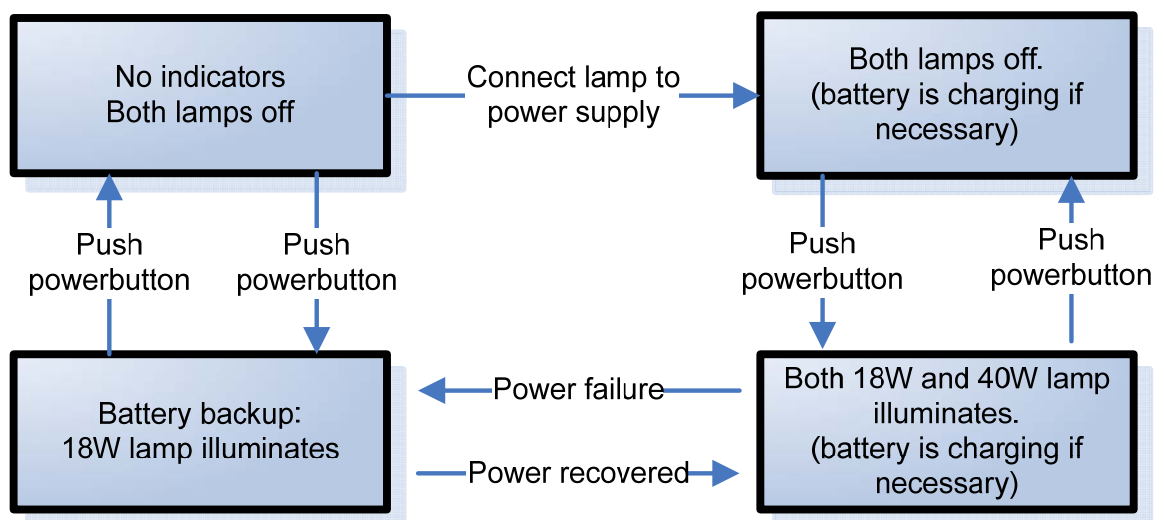 No indicators
Both lamps off
Connect lamp to
power supply
Both lamps off.
(battery is charging if
necessary)
Push
powerbutton
Push
powerbutton
Push
powerbutton
Push
powerbutton
Battery backup:
18W lamp illuminates
Power failure
Power recovered
Both 18W and 40W lamp
illuminates.
(battery is charging if
necessary)